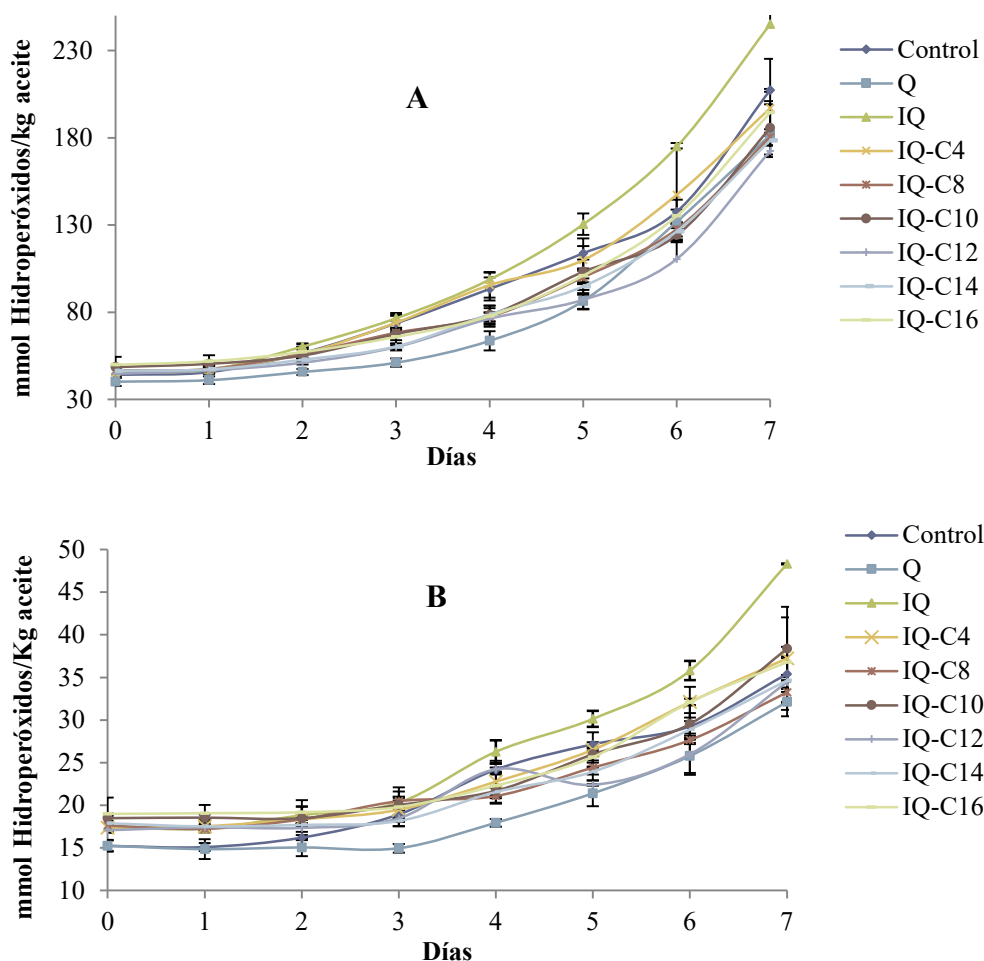 mmol Hidroperóxidos/kg aceite
230
180
130
80
30
A
0 1 2 3 4 5 6 7
Días
Control
Q
IQ
IQ-C4
IQ-C8
IQ-C10
IQ-C12
IQ-C14
IQ-C16
mmol Hidroperóxidos/Kg aceite
50
45
40
35
30
25
20
15
10
B
0 1 2 3 4 5 6 7
Días
Control
Q
IQ
IQ-C4
IQ-C8
IQ-C10
IQ-C12
IQ-C14
IQ-C16